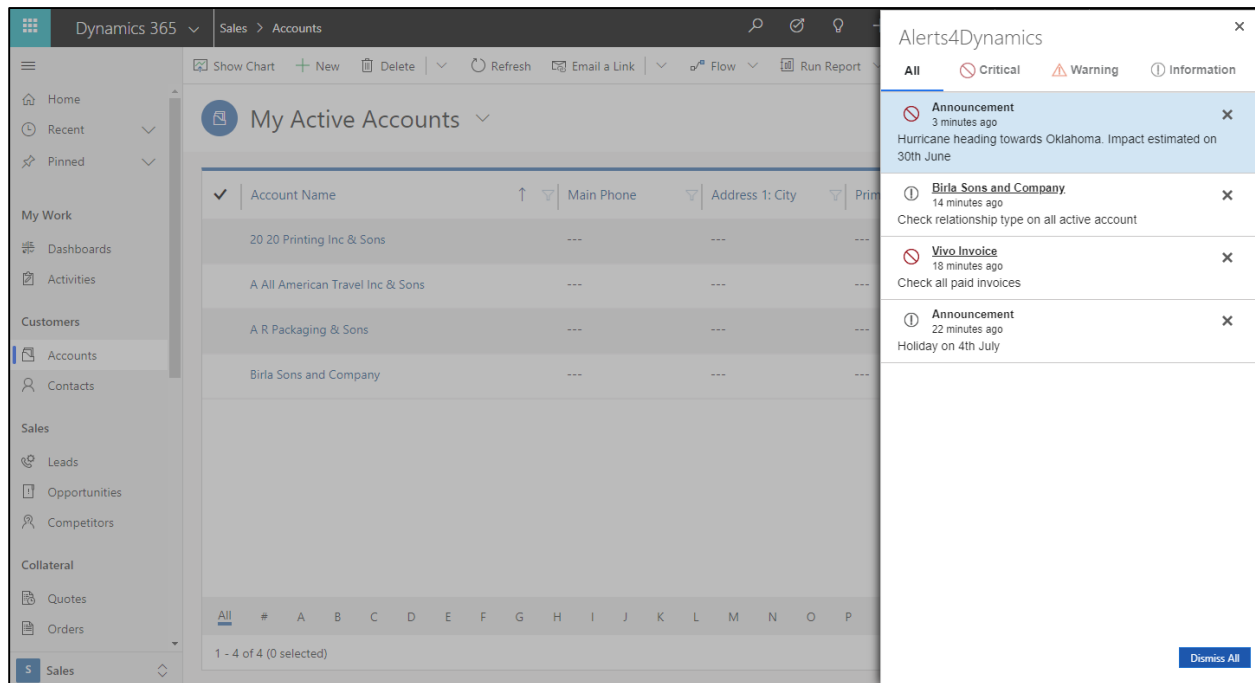 Dynamics 365
Sales > Accounts
Show Chart
New
Delete
Refresh
Email a Link
Flow
Run Report
Home
Recent
Pinned
My Work
Dashboards
Activities
Customers
Accounts
Contacts
Sales
Leads
Opportunities
Competitors
Collateral
Quotes
Orders
S Sales
My Active Accounts
Account Name Main Phone Address 1: City Prim
20 20 Printing Inc & Sons --- --- ---
A All American Travel Inc & Sons --- --- ---
A R Packaging & Sons --- --- ---
Birla Sons and Company --- --- ---
All # A B C D E F G H I J K L M N O P
1 - 4 of 4 (0 selected)
Alerts4Dynamics
All Critical Warning Information
Announcement
3 minutes ago
Hurricane heading towards Oklahoma. Impact estimated on
30th June
Birla Sons and Company
14 minutes ago
Check relationship type on all active account
Vivo Invoice
18 minutes ago
Check all paid invoices
Announcement
22 minutes ago
Holiday on 4th July
Dismiss All